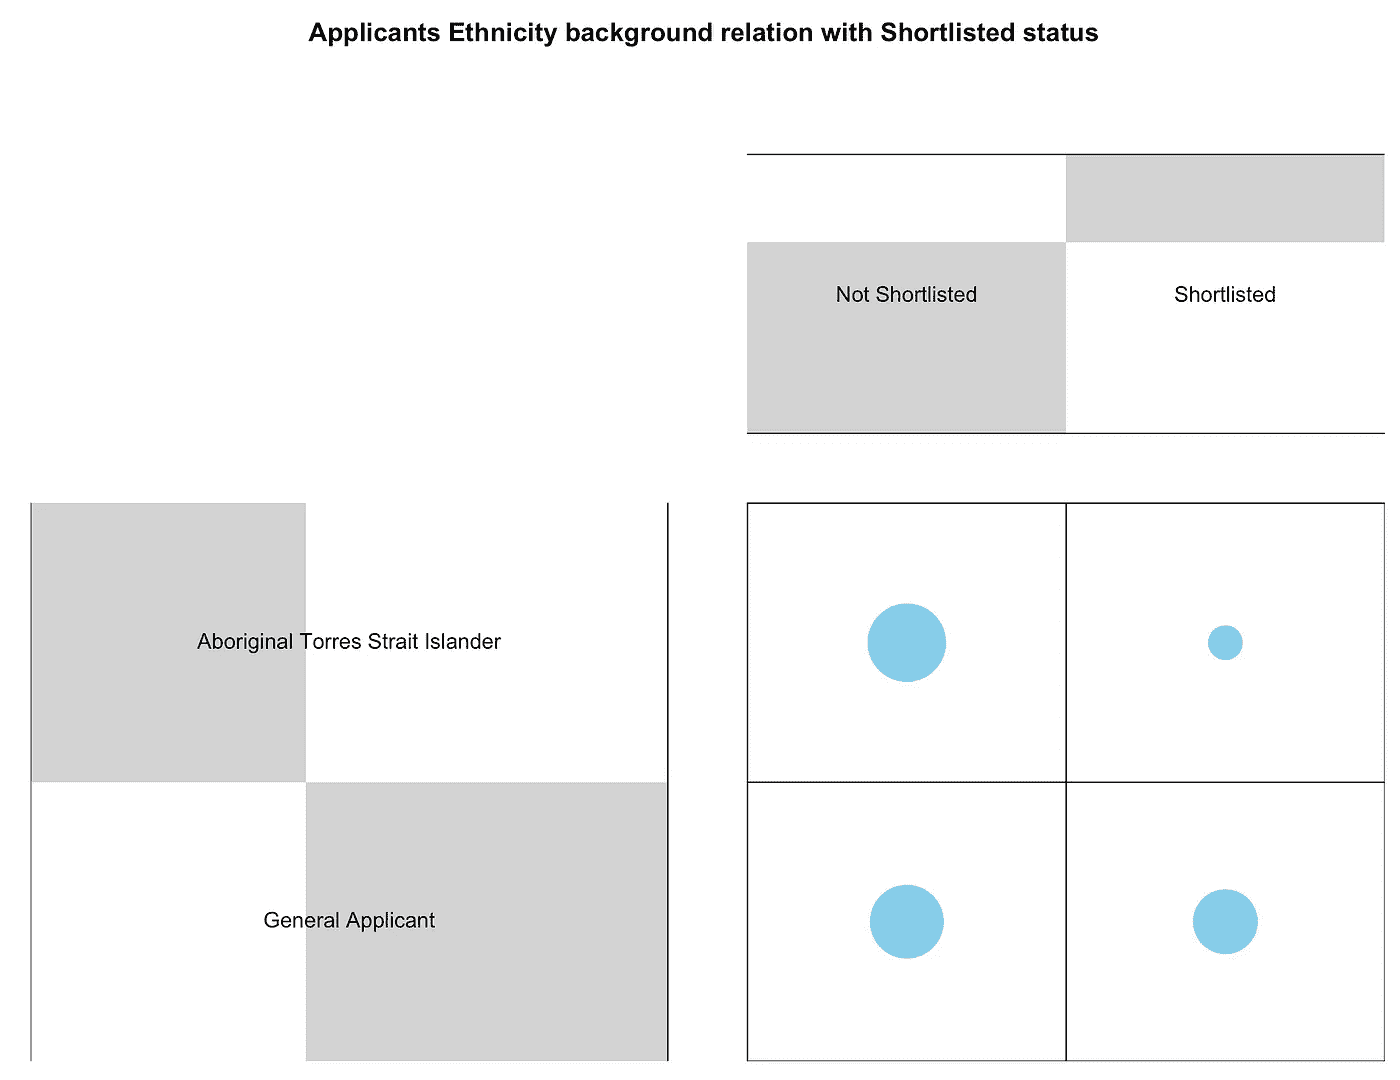 Applicants Ethnicity background relation with Shortlisted status
Not Shortlisted
Shortlisted
Aboriginal Torres Strait Islander
General Applicant